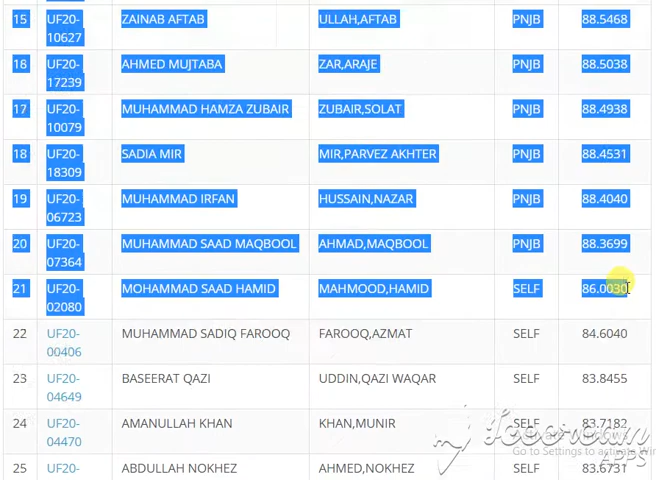 15 UF20- ZAINAB AFTAB ULLAH,AFTAB PNJB 88.5468
10627
16 UF20- AHMED MUJTABA ZAR,ARAJE PNJB 88.5038
17239
17 UF20- MUHAMMAD HAMZA ZUBAIR ZUBAIR,SOLAT PNJB 88.4938
10079
18 UF20- SADIA MIR MIR,PARVEZ AKHTER PNJB 88.4531
18309
19 UF20- MUHAMMAD IRFAN HUSSAIN,NAZAR PNJB 88.4040
06723
20 UF20- MUHAMMAD SAAD MAQBOOL AHMAD,MAQBOOL PNJB 88.3699
07364
21 UF20- MOHAMMAD SAAD HAMID MAHMOOD,HAMID SELF 86.0030
02080
22 UF20- MUHAMMAD SADIQ FAROOQ FAROOQ,AZMAT SELF 84.6040
00406
23 UF20- BASEERAT QAZI UDDIN,QAZI WAQAR SELF 83.8455
04649
24 UF20- AMANULLAH KHAN KHAN,MUNIR SELF 83.7182
04470
Go to Settings to activate Win
APPS
25 UF20- ABDULLAH NOKHEZ AHMED,NOKHEZ SELF 83.6731